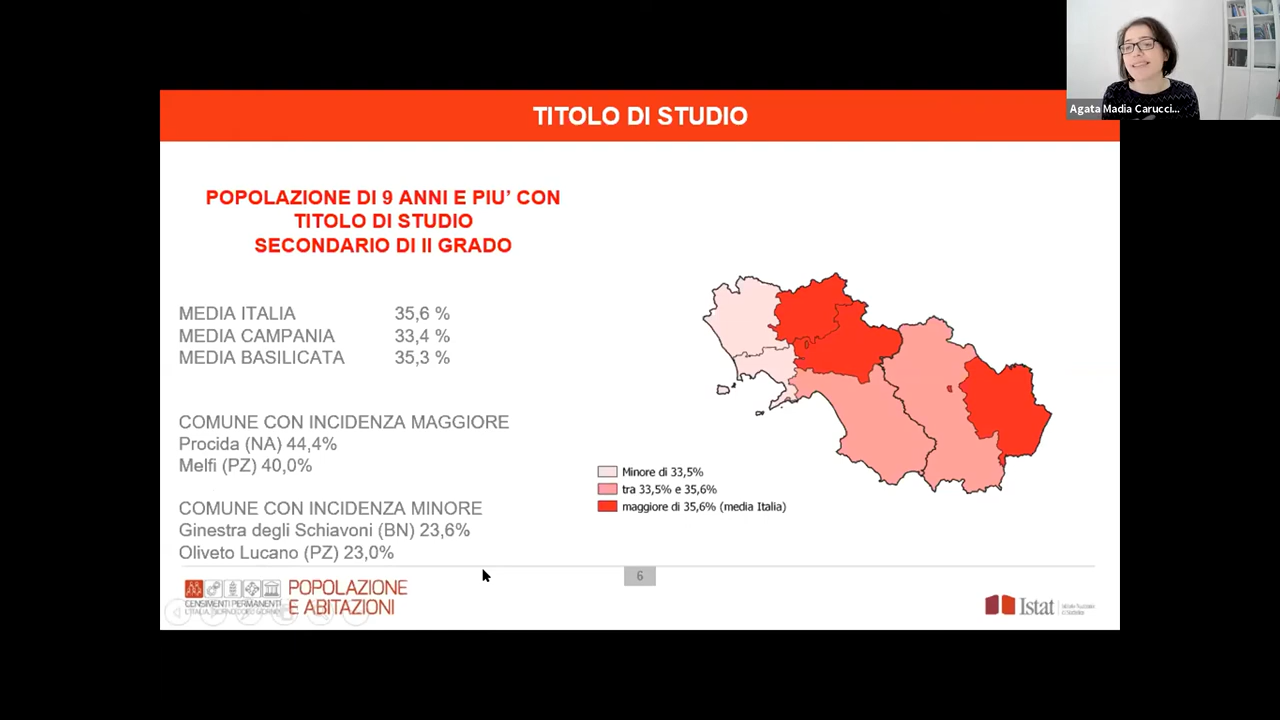 TITOLO DI STUDIO
Agata Madia Carucci...
POPOLAZIONE DI 9 ANNI E PIU’ CON
TITOLO DI STUDIO
SECONDARIO DI II GRADO
MEDIA ITALIA 35,6 %
MEDIA CAMPANIA 33,4 %
MEDIA BASILICATA 35,3 %
COMUNE CON INCIDENZA MAGGIORE
Procida (NA) 44,4%
Melfi (PZ) 40,0%
COMUNE CON INCIDENZA MINORE
Ginestra degli Schiavoni (BN) 23,6%
Oliveto Lucano (PZ) 23,0%
Minore di 33,5%
tra 33,5% e 35,6%
maggiore di 35,6% (media Italia)
6
CENSIMENTI PERMANENTI
POPOLAZIONE
E ABITAZIONI
Istat